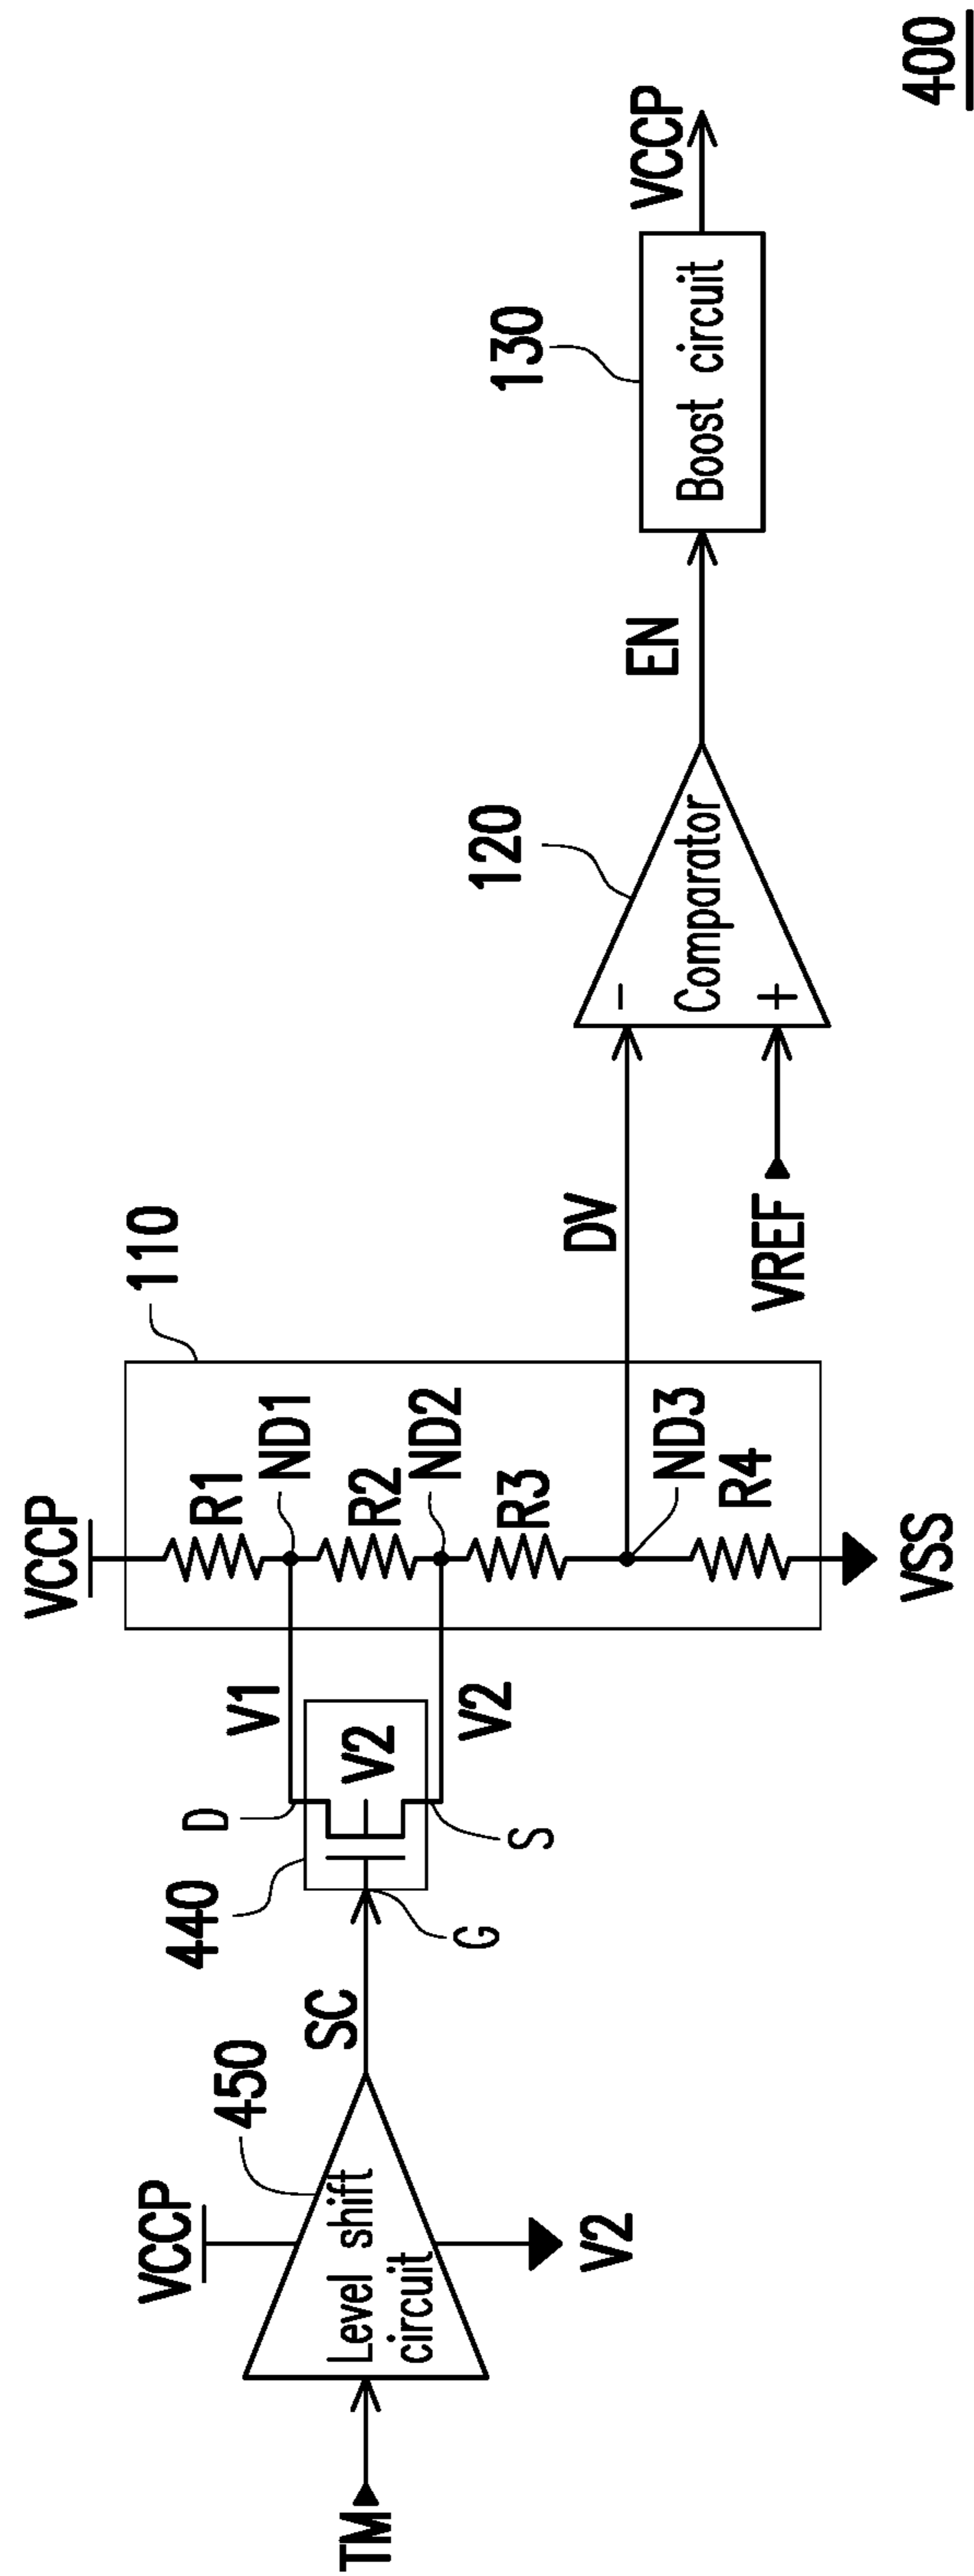 VCCP
110
R1
ND1
R2
ND2
R3
ND3
R4
VSS
V1
V2
D
440
V2
S
G
SC
VCCP
450
Level shift
circuit
V2
TM
DV
VREF
120
-
Comparator
+
EN
130
Boost circuit
VCCP
400